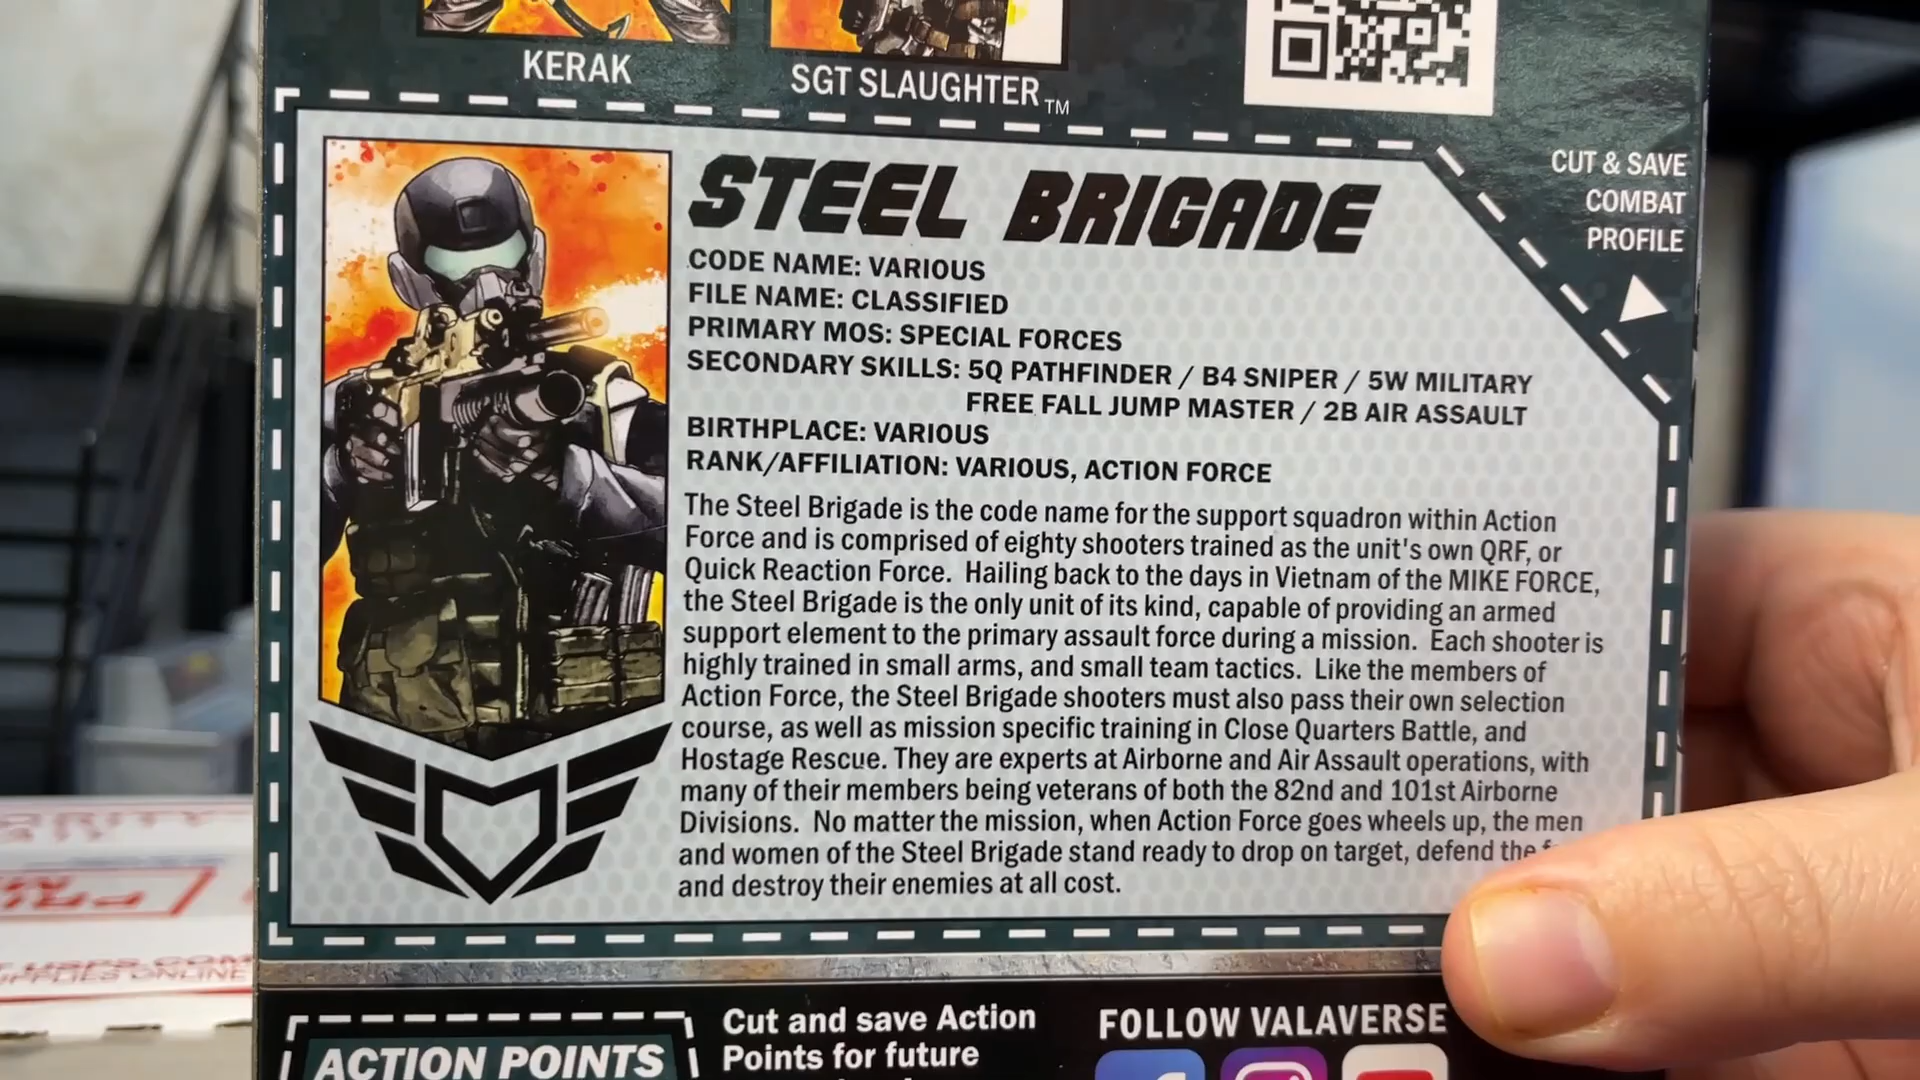 KERAK
SGT SLAUGHTER™
CUT & SAVE
COMBAT
PROFILE
STEEL BRIGADE
CODE NAME: VARIOUS
FILE NAME: CLASSIFIED
PRIMARY MOS: SPECIAL FORCES
SECONDARY SKILLS: 5Q PATHFINDER / B4 SNIPER / 5W MILITARY
FREE FALL JUMP MASTER / 2B AIR ASSAULT
BIRTHPLACE: VARIOUS
RANK/AFFILIATION: VARIOUS, ACTION FORCE
The Steel Brigade is the code name for the support squadron within Action
Force and is comprised of eighty shooters trained as the unit's own QRF, or
Quick Reaction Force. Hailing back to the days in Vietnam of the MIKE FORCE,
the Steel Brigade is the only unit of its kind, capable of providing an armed
support element to the primary assault force during a mission. Each shooter is
highly trained in small arms, and small team tactics. Like the members of
Action Force, the Steel Brigade shooters must also pass their own selection
course, as well as mission specific training in Close Quarters Battle, and
Hostage Rescue. They are experts at Airborne and Air Assault operations, with
many of their members being veterans of both the 82nd and 101st Airborne
Divisions. No matter the mission, when Action Force goes wheels up, the men
and women of the Steel Brigade stand ready to drop on target, defend the
and destroy their enemies at all cost.
ACTION POINTS
Cut and save Action
Points for future
FOLLOW VALAVERSE
ONLINE